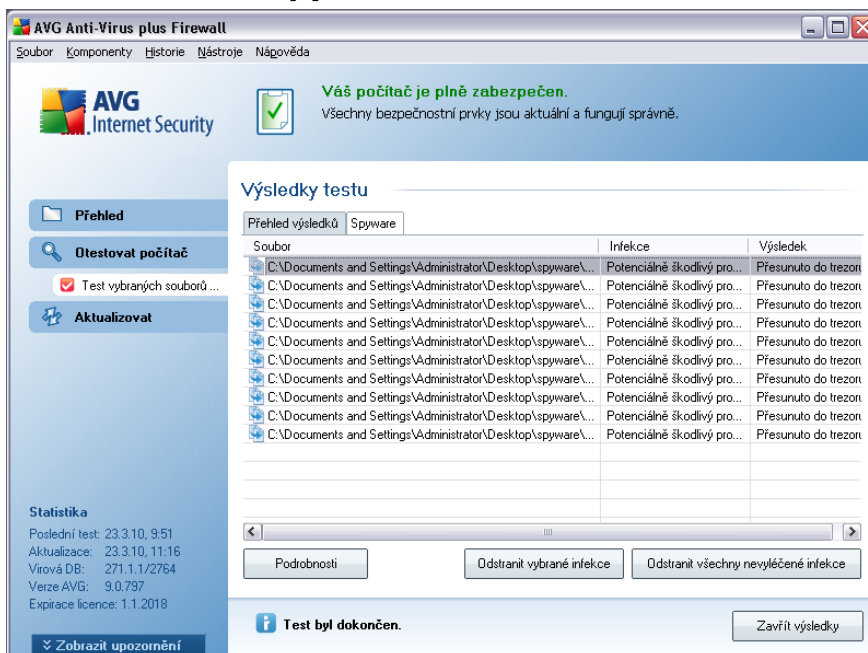 AVG Anti-Virus plus Firewall
Soubor Komponenty Historie Nástroje Nápověda
AVG
Internet Security
Váš počítač je plně zabezpečen.
Všechny bezpečnostní prvky jsou aktuální a fungují správně.
Přehled
Otestovat počítač
Test vybraných souborů ...
Aktualizovat
Výsledky testu
Přehled výsledků Spyware
Soubor Infekce Výsledek
C:\Documents and Settings\Administrator\Desktop\spyware\... Potenciálně škodlivý pro... Přesunuto do trezoru
C:\Documents and Settings\Administrator\Desktop\spyware\... Potenciálně škodlivý pro... Přesunuto do trezoru
C:\Documents and Settings\Administrator\Desktop\spyware\... Potenciálně škodlivý pro... Přesunuto do trezoru
C:\Documents and Settings\Administrator\Desktop\spyware\... Potenciálně škodlivý pro... Přesunuto do trezoru
C:\Documents and Settings\Administrator\Desktop\spyware\... Potenciálně škodlivý pro... Přesunuto do trezoru
C:\Documents and Settings\Administrator\Desktop\spyware\... Potenciálně škodlivý pro... Přesunuto do trezoru
C:\Documents and Settings\Administrator\Desktop\spyware\... Potenciálně škodlivý pro... Přesunuto do trezoru
C:\Documents and Settings\Administrator\Desktop\spyware\... Potenciálně škodlivý pro... Přesunuto do trezoru
C:\Documents and Settings\Administrator\Desktop\spyware\... Potenciálně škodlivý pro... Přesunuto do trezoru
C:\Documents and Settings\Administrator\Desktop\spyware\... Potenciálně škodlivý pro... Přesunuto do trezoru
Podrobnosti Odstranit vybrané infekce Odstranit všechny nevyléčené infekce
Statistika
Poslední test: 23.3.10, 9:51
Aktualizace: 23.3.10, 11:16
Virová DB: 271.1.1/2764
Verze AVG: 9.0.797
Expirace licence: 1.1.2018
Zobrazit upozornění
Test byl dokončen.
Zavřít výsledky